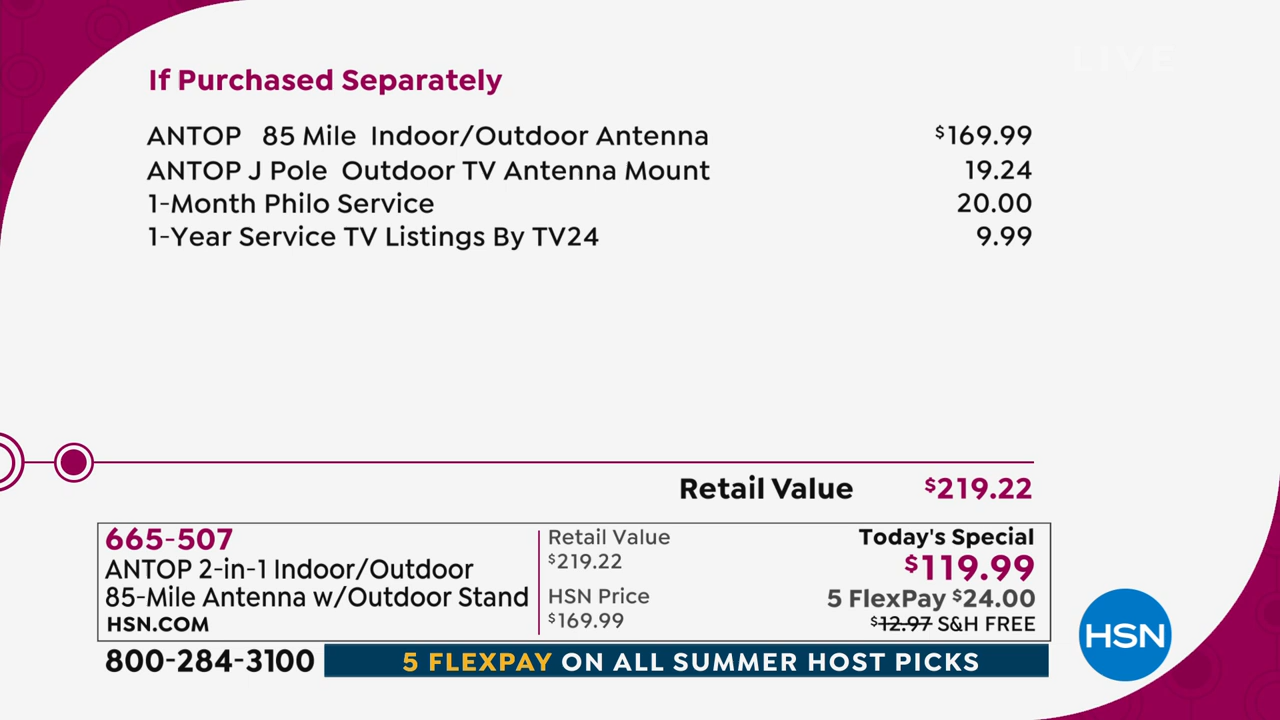 LIVE
If Purchased Separately
ANTOP 85 Mile Indoor/Outdoor Antenna $169.99
ANTOP J Pole Outdoor TV Antenna Mount 19.24
1-Month Philo Service 20.00
1-Year Service TV Listings By TV24 9.99
Retail Value $219.22
665-507
ANTOP 2-in-1 Indoor/Outdoor
85-Mile Antenna w/Outdoor Stand
HSN.COM
Retail Value
$219.22
HSN Price
$169.99
Today's Special
$119.99
5 FlexPay $24.00
$12.97 S&H FREE
HSN
800-284-3100
5 FLEXPAY ON ALL SUMMER HOST PICKS